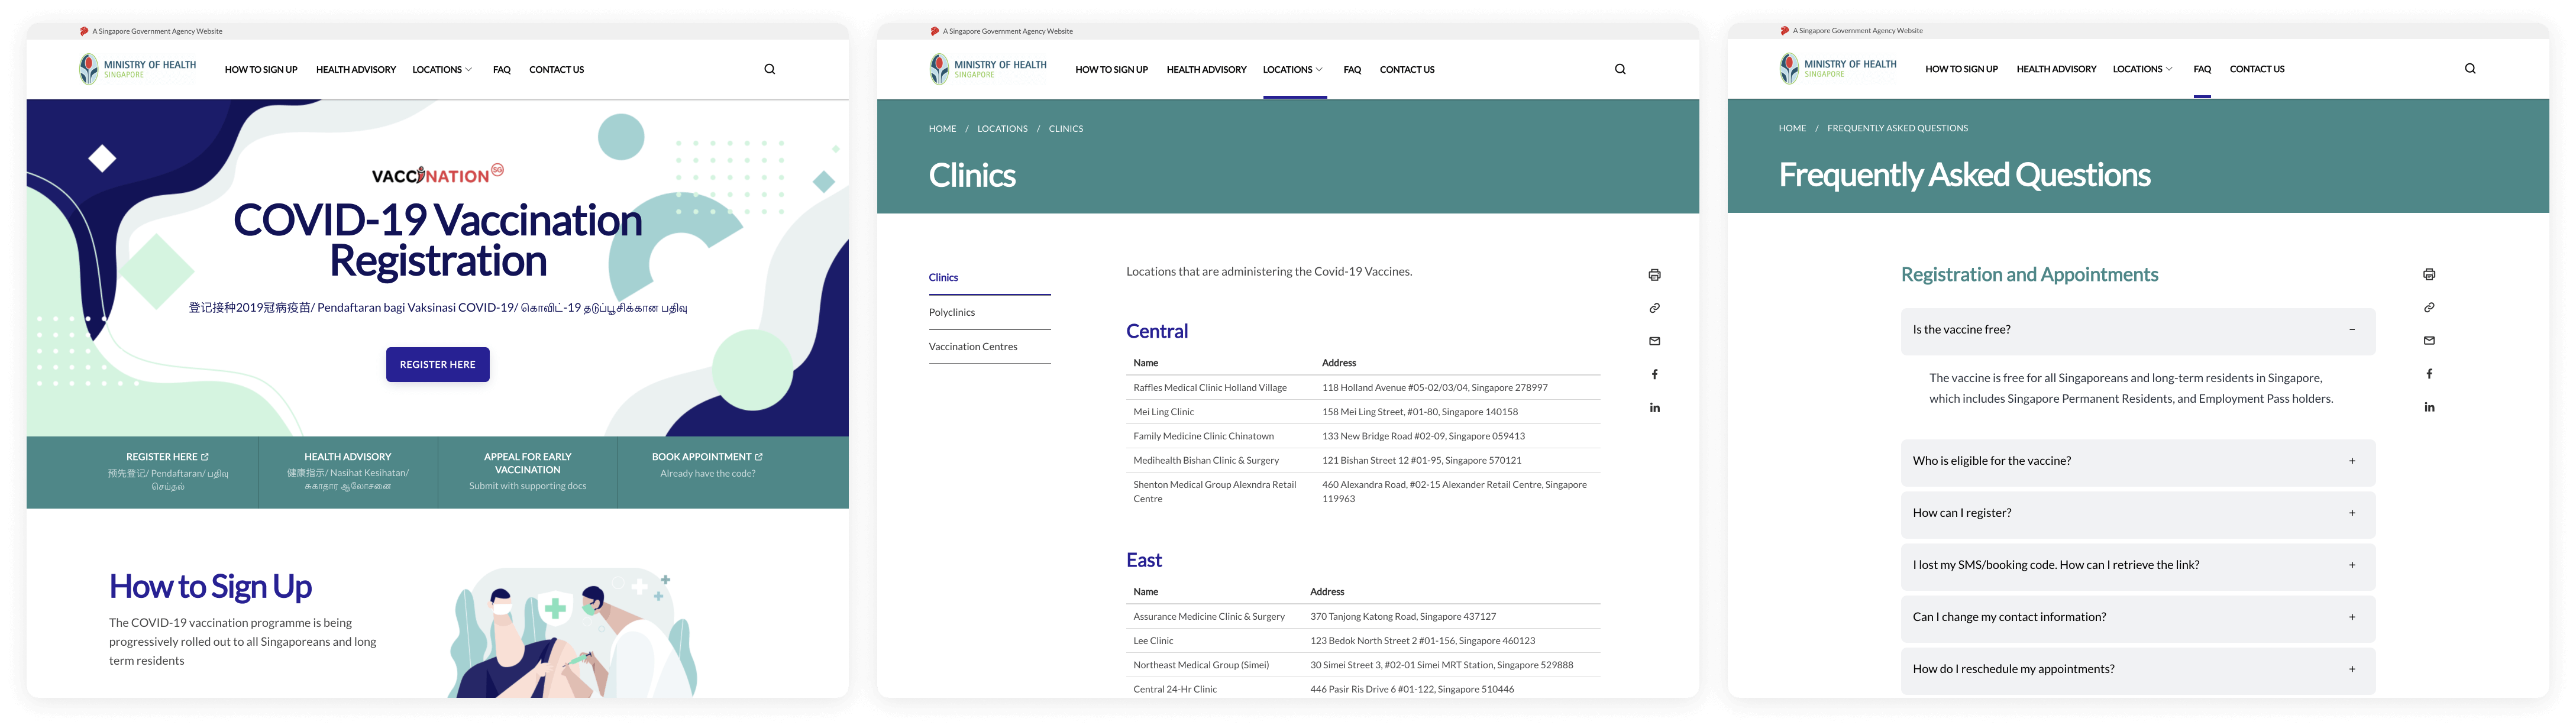 A Singapore Government Agency Website
MINISTRY OF HEALTH
SINGAPORE
HOW TO SIGN UP HEALTH ADVISORY LOCATIONS FAQ CONTACT US
VACCINATION SG
COVID-19 Vaccination
Registration
登记接种2019冠病疫苗/ Pendaftaran bagi Vaksinasi COVID-19/ கொவிட்-19 தடுப்பூசிக்கான பதிவு
REGISTER HERE
REGISTER HERE
预先登记/ Pendaftaran/ பதிவு
செய்தல்
HEALTH ADVISORY
健康指示/ Nasihat Kesihatan/
சுகாதார ஆலோசனை
APPEAL FOR EARLY
VACCINATION
Submit with supporting docs
BOOK APPOINTMENT
Already have the code?
How to Sign Up
The COVID-19 vaccination programme is being
progressively rolled out to all Singaporeans and long
term residents
A Singapore Government Agency Website
MINISTRY OF HEALTH
SINGAPORE
HOW TO SIGN UP HEALTH ADVISORY LOCATIONS FAQ CONTACT US
HOME / LOCATIONS / CLINICS
Clinics
Clinics
Polyclinics
Vaccination Centres
Locations that are administering the Covid-19 Vaccines.
Central
Name Address
Raffles Medical Clinic Holland Village 118 Holland Avenue #05-02/03/04, Singapore 278997
Mei Ling Clinic 158 Mei Ling Street, #01-80, Singapore 140158
Family Medicine Clinic Chinatown 133 New Bridge Road #02-09, Singapore 059413
Medihealth Bishan Clinic & Surgery 121 Bishan Street 12 #01-95, Singapore 570121
Shenton Medical Group Alexndra Retail 460 Alexandra Road, #02-15 Alexander Retail Centre, Singapore
Centre 119963
East
Name Address
Assurance Medicine Clinic & Surgery 370 Tanjong Katong Road, Singapore 437127
Lee Clinic 123 Bedok North Street 2 #01-156, Singapore 460123
Northeast Medical Group (Simei) 30 Simei Street 3, #02-01 Simei MRT Station, Singapore 529888
Central 24-Hr Clinic 446 Pasir Ris Drive 6 #01-122, Singapore 510446
A Singapore Government Agency Website
MINISTRY OF HEALTH
SINGAPORE
HOW TO SIGN UP HEALTH ADVISORY LOCATIONS FAQ CONTACT US
HOME / FREQUENTLY ASKED QUESTIONS
Frequently Asked Questions
Registration and Appointments
Is the vaccine free? −
The vaccine is free for all Singaporeans and long-term residents in Singapore,
which includes Singapore Permanent Residents, and Employment Pass holders.
Who is eligible for the vaccine? +
How can I register? +
I lost my SMS/booking code. How can I retrieve the link? +
Can I change my contact information? +
How do I reschedule my appointments? +